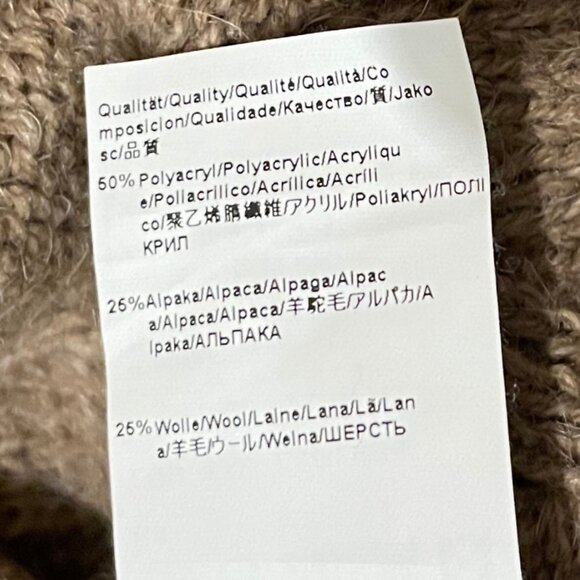 Qualität/Quality/Qualité/Qualità/Co
mposicion/Qualidade/Качество/質/Jako
sc/品質
50% Polyacryl/Polyacrylic/Acryliqu
e/Poliacrilico/Acrílica/Acríli
co/聚乙烯腈纖維/アクリル/Poliakryl/ПОЛІ
КРИЛ
25% Alpaka/Alpaca/Alpaga/Alpac
a/Alpaca/Alpaca/羊駝毛/アルパカ/A
lpaka/АЛЬПАКА
25% Wolle/Wool/Laine/Lana/Lã/Lan
a/羊毛/ウール/Welna/ШЕРСТЬ